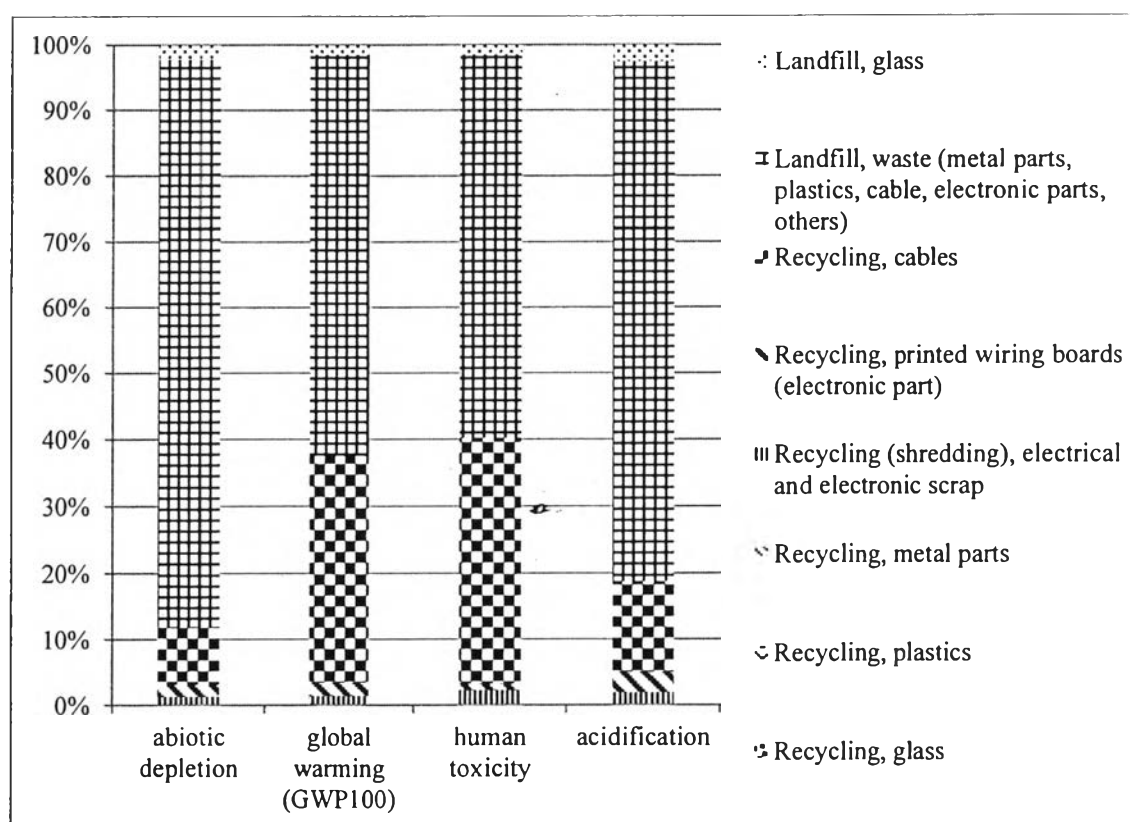 100%
90%
80%
70%
60%
50%
40%
30%
20%
10%
0%
abiotic
depletion
global
warming
(GWP100)
human
toxicity
acidification
Landfill, glass
Landfill, waste (metal parts,
plastics, cable, electronic parts,
others)
Recycling, cables
Recycling, printed wiring boards
(electronic part)
Recycling (shredding), electrical
and electronic scrap
Recycling, metal parts
Recycling, plastics
Recycling, glass